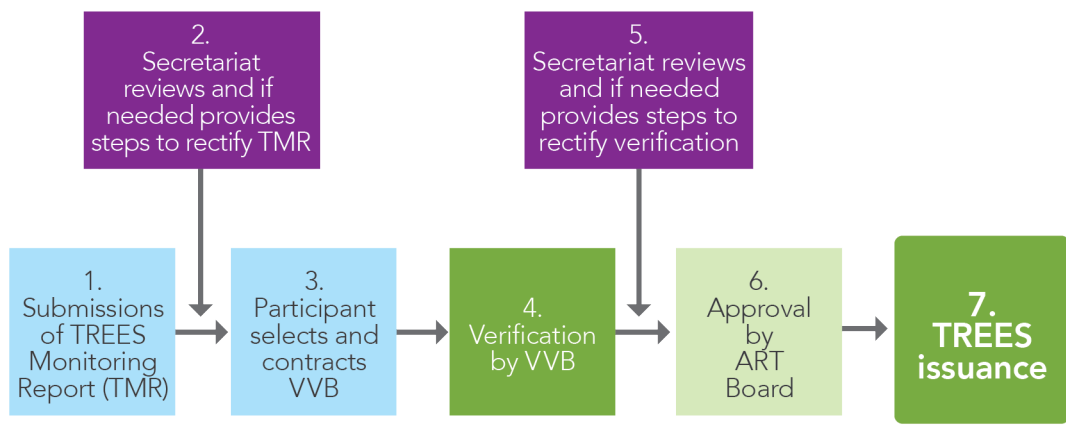 2.
Secretariat
reviews and if
needed provides
steps to rectify TMR
5.
Secretariat reviews
and if needed
provides steps to
rectify verification
1.
Submissions
of TREES
Monitoring
Report (TMR)
3.
Participant
selects and
contracts
VVB
4.
Verification
by VVB
6.
Approval
by
ART
Board
7.
TREES
issuance